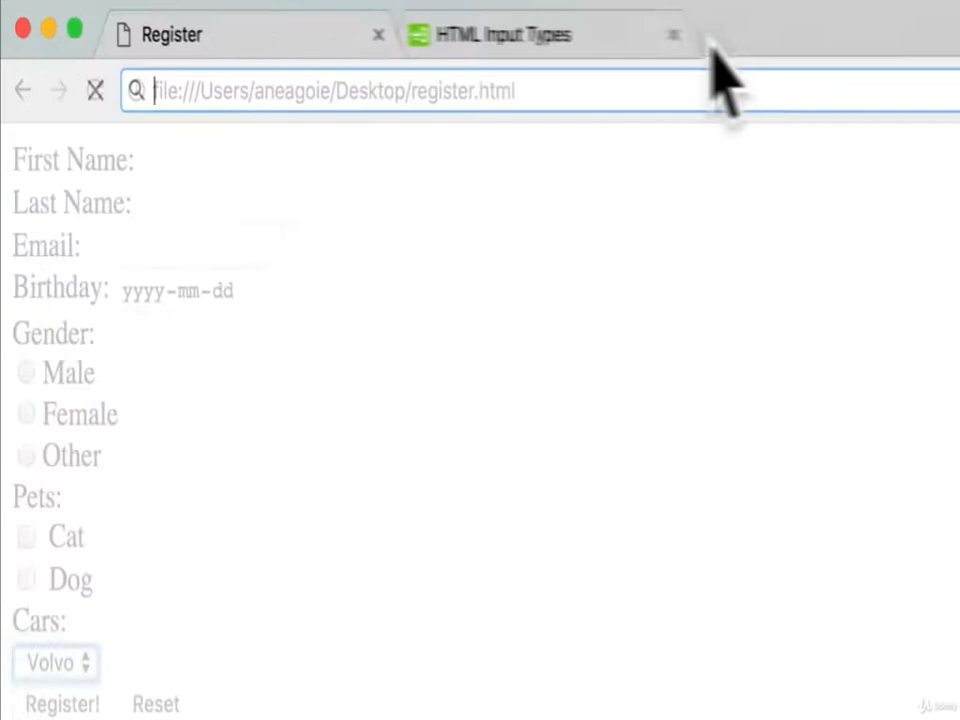 Register
HTML Input Types
file:///Users/aneagoie/Desktop/register.html
First Name:
Last Name:
Email:
Birthday: yyyy-mm-dd
Gender:
Male
Female
Other
Pets:
Cat
Dog
Cars:
Volvo
Register! Reset
Udemy